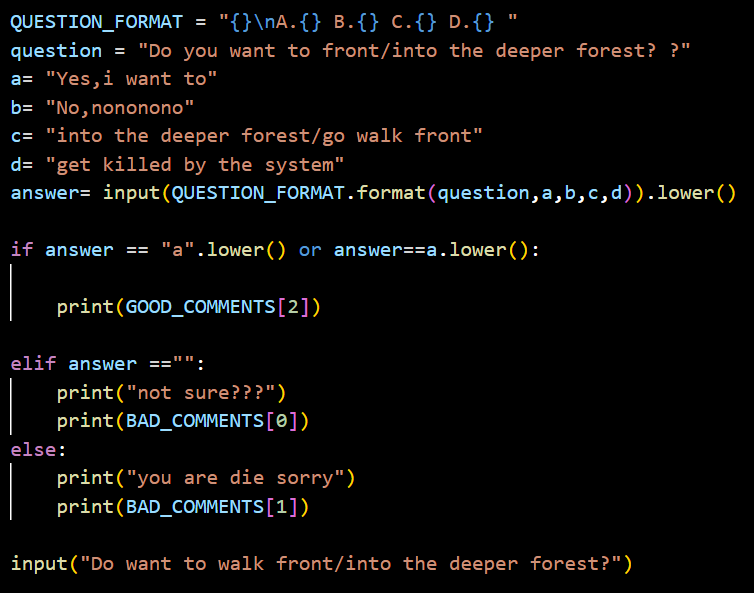 QUESTION_FORMAT = "{}\nA.{} B.{} C.{} D.{} "
question = "Do you want to front/into the deeper forest? ?"
a= "Yes,i want to"
b= "No,nononono"
c= "into the deeper forest/go walk front"
d= "get killed by the system"
answer= input(QUESTION_FORMAT.format(question,a,b,c,d)).lower()
if answer == "a".lower() or answer==a.lower():
    print(GOOD_COMMENTS[2])
elif answer =="":
    print("not sure???")
    print(BAD_COMMENTS[0])
else:
    print("you are die sorry")
    print(BAD_COMMENTS[1])
input("Do want to walk front/into the deeper forest?")